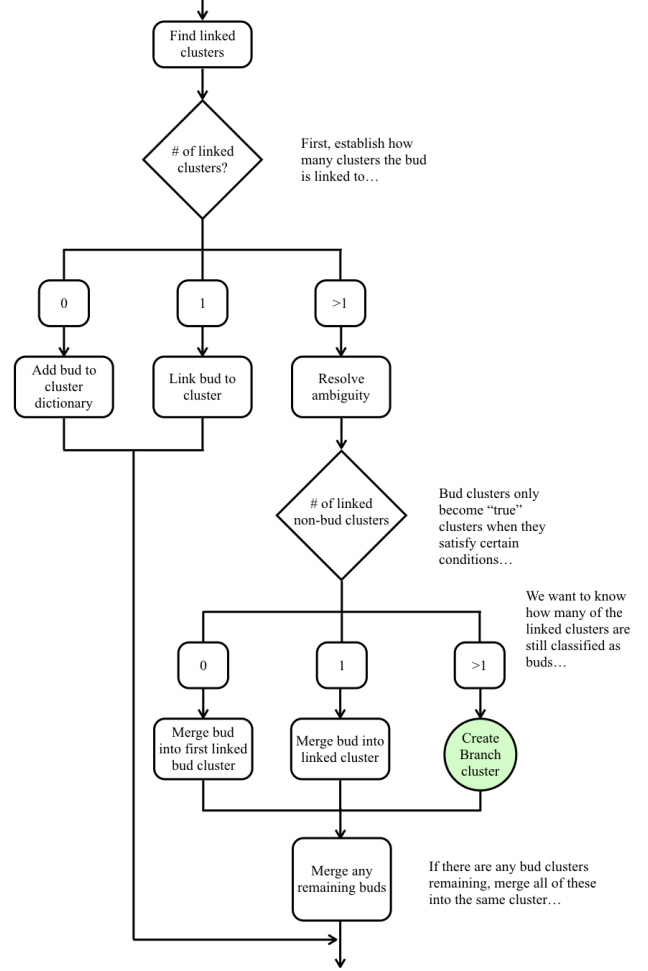 Find linked
clusters
# of linked
clusters?
First, establish how
many clusters the bud
is linked to…
0
1
>1
Add bud to
cluster
dictionary
Link bud to
cluster
Resolve
ambiguity
# of linked
non-bud clusters
Bud clusters only
become “true”
clusters when they
satisfy certain
conditions…
We want to know
how many of the
linked clusters are
still classified as
buds…
0
1
>1
Merge bud
into first linked
bud cluster
Merge bud into
linked cluster
Create
Branch
cluster
Merge any
remaining buds
If there are any bud clusters
remaining, merge all of these
into the same cluster…